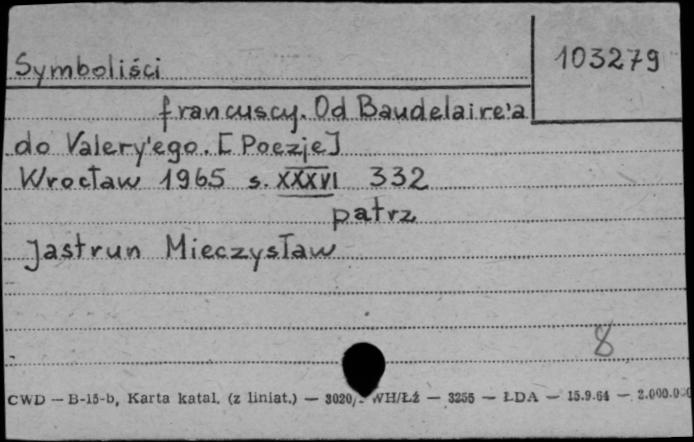 103279
Symboliści
francuscy. Od Baudelaire'a
do Valery'ego. [Poezje]
Wrocław 1965 s. XXXVI 332
patrz
Jastrun Mieczysław
8
CWD — B-15-b, Karta katal. (z liniat.) — 3020/ WH/Łź — 3255 — ŁDA — 15.9.64 — 2.000.000